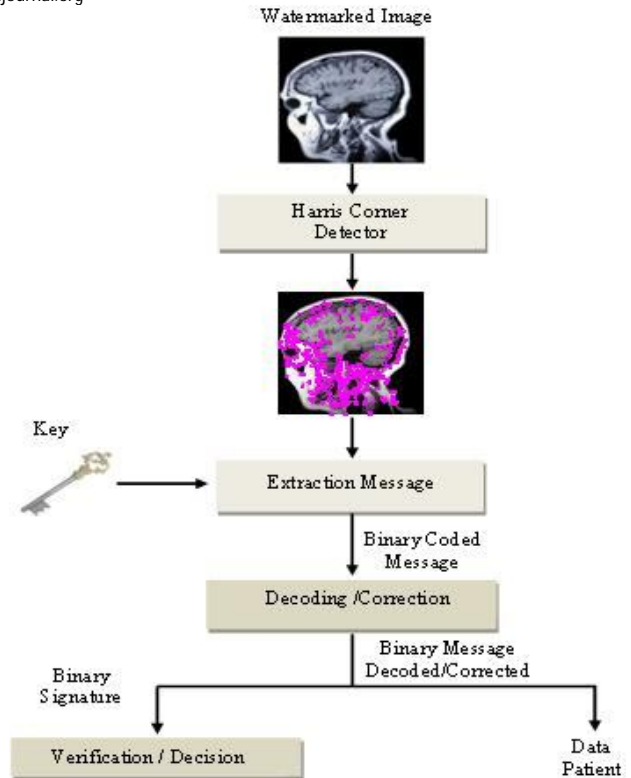 Watermarked Image
Harris Corner
Detector
Key
Extraction Message
Binary Coded
Message
Decoding /Correction
Binary Message
Decoded/Corrected
Binary
Signature
Verification / Decision
Data
Patient